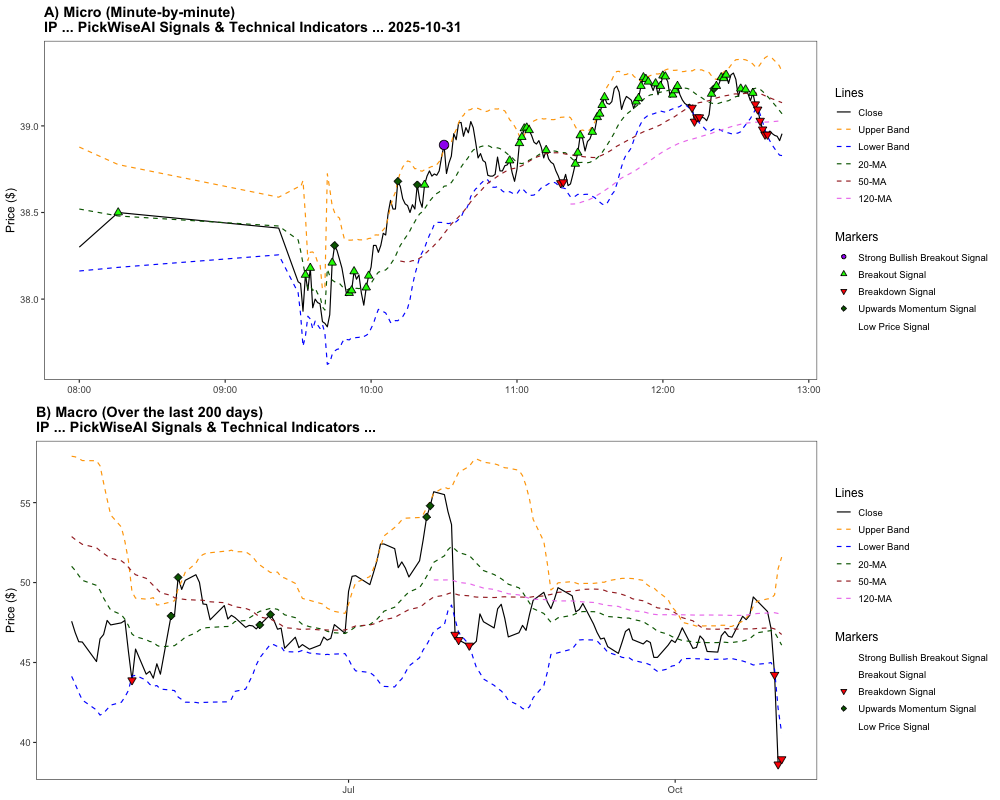 A) Micro (Minute-by-minute)
IP ... PickWiseAI Signals & Technical Indicators ... 2025-10-31
Price ($)
39.0
38.5
38.0
08:00
09:00
10:00
11:00
12:00
13:00
Lines
Close
Upper Band
Lower Band
20-MA
50-MA
120-MA
Markers
Strong Bullish Breakout Signal
Breakout Signal
Breakdown Signal
Upwards Momentum Signal
Low Price Signal
B) Macro (Over the last 200 days)
IP ... PickWiseAI Signals & Technical Indicators ...
Price ($)
55
50
45
40
Jul
Oct
Lines
Close
Upper Band
Lower Band
20-MA
50-MA
120-MA
Markers
Strong Bullish Breakout Signal
Breakout Signal
Breakdown Signal
Upwards Momentum Signal
Low Price Signal